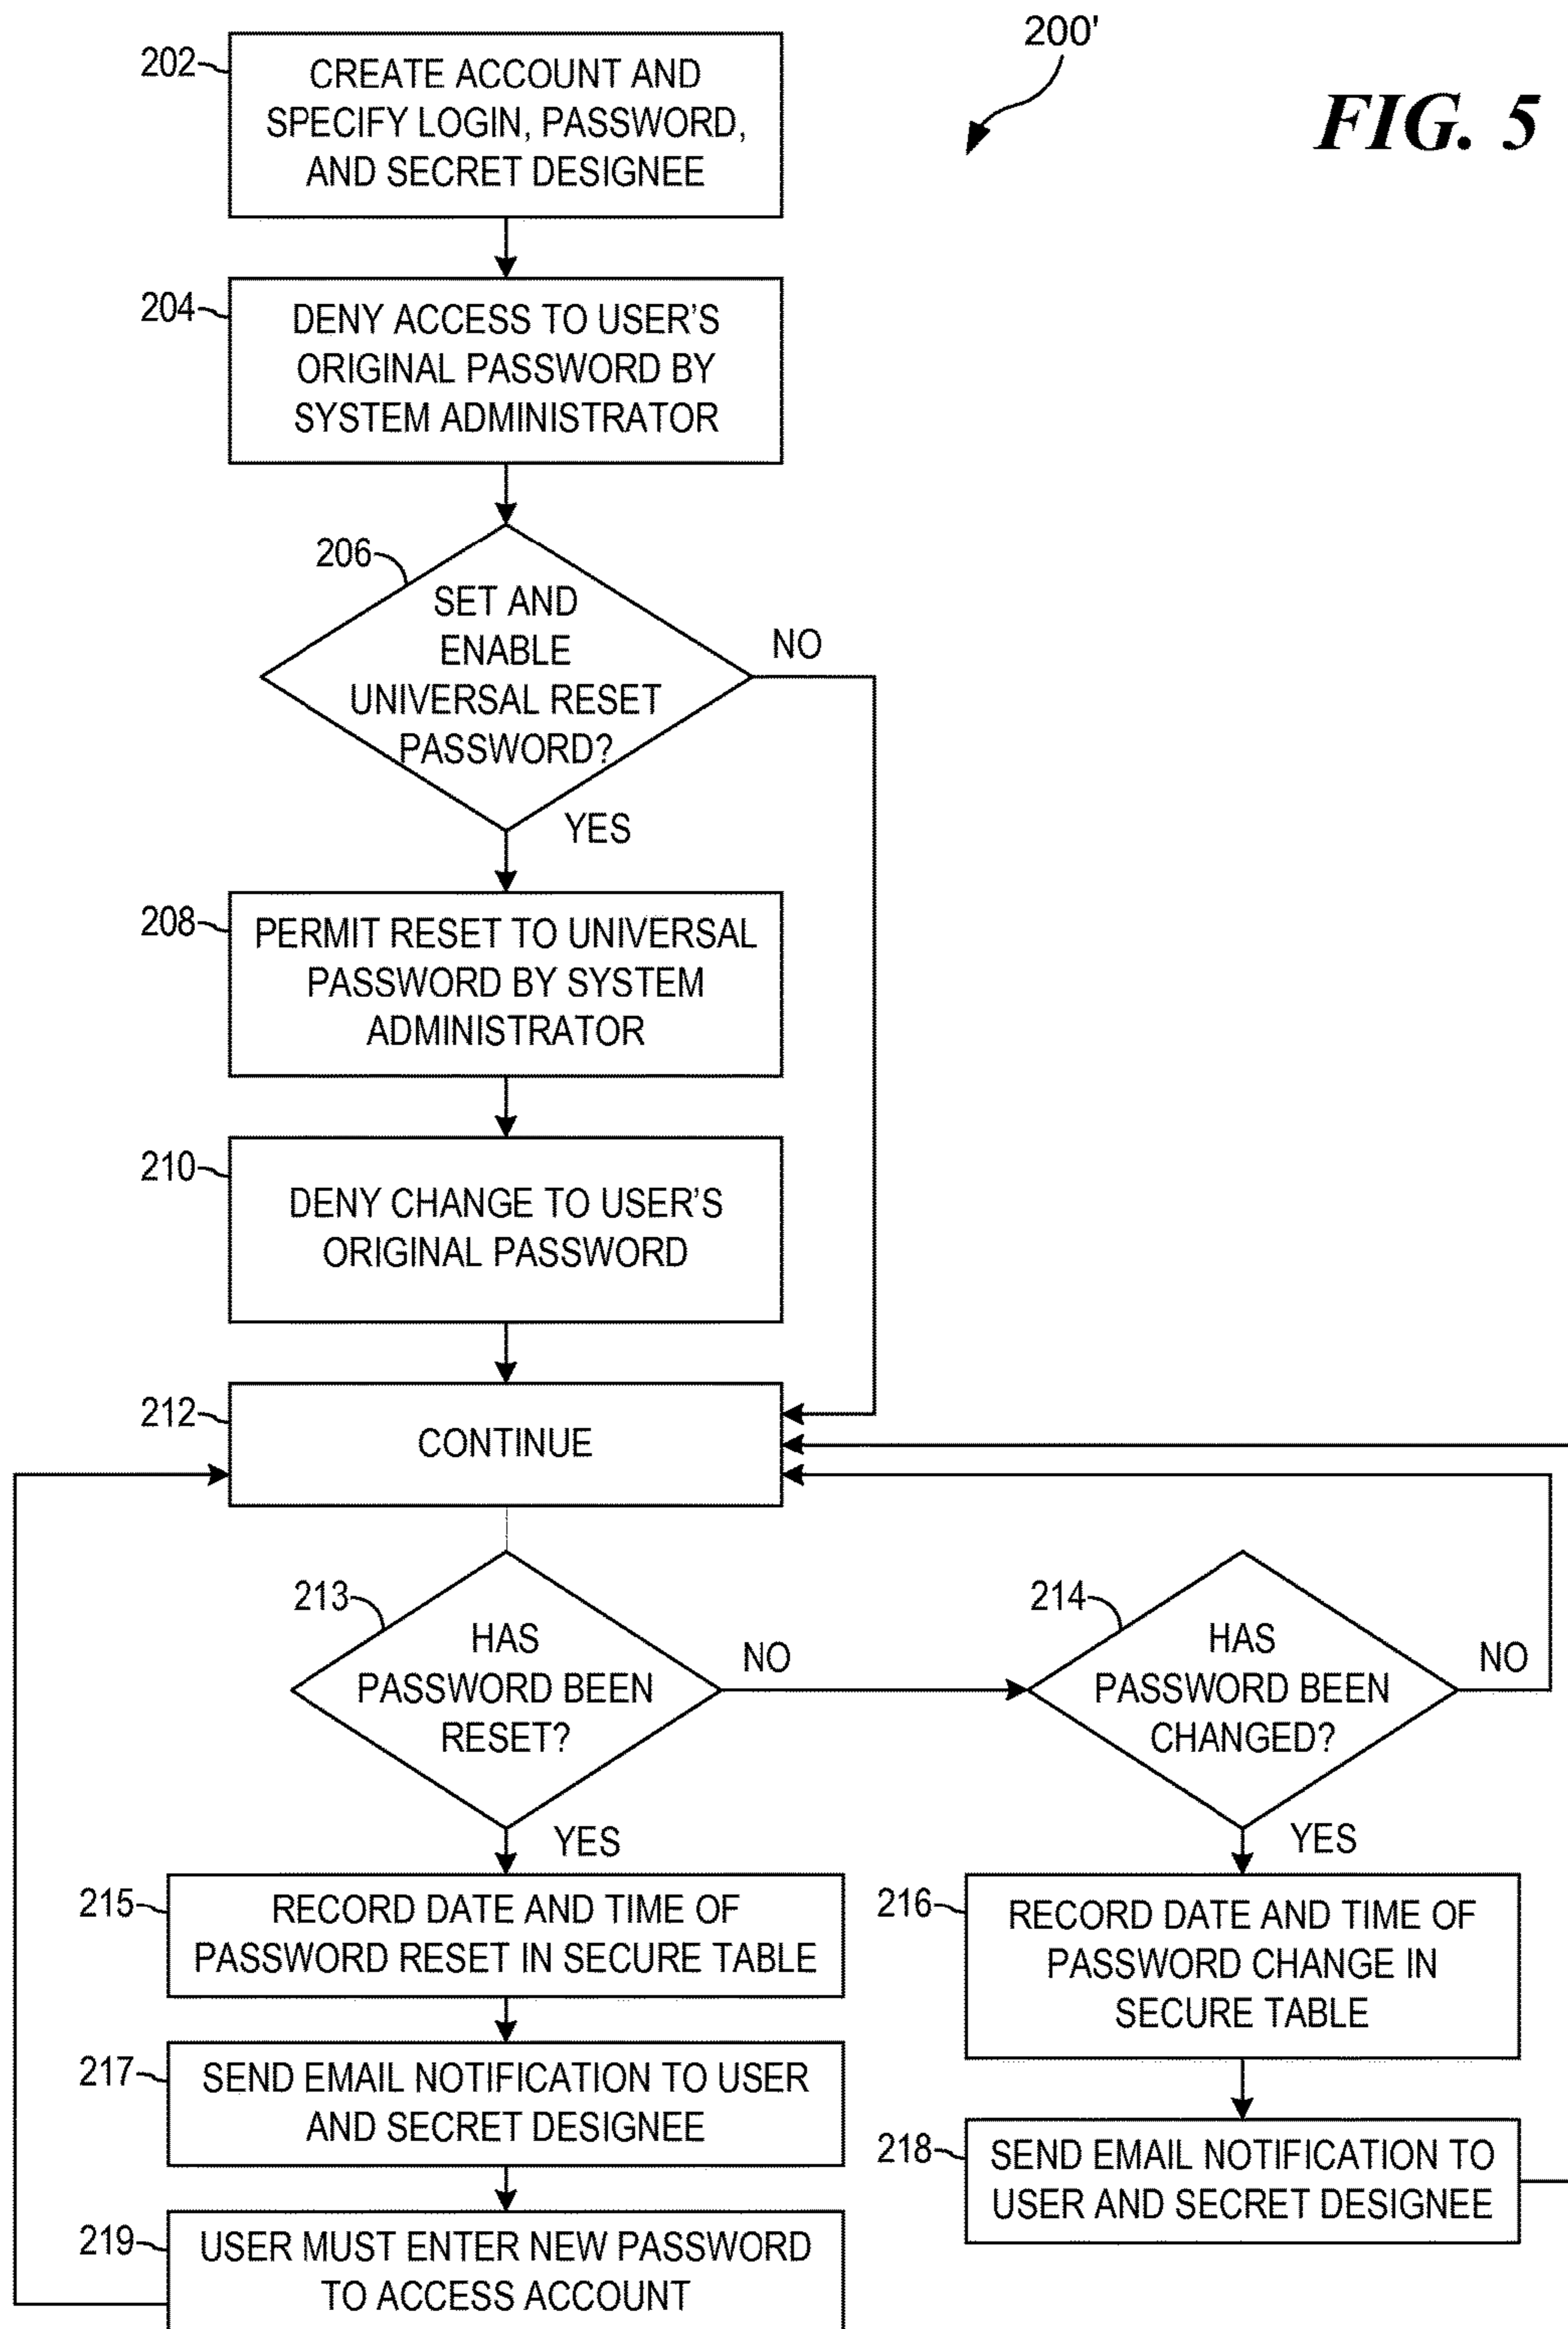 200'
FIG. 5
202
CREATE ACCOUNT AND
SPECIFY LOGIN, PASSWORD,
AND SECRET DESIGNEE
204
DENY ACCESS TO USER'S
ORIGINAL PASSWORD BY
SYSTEM ADMINISTRATOR
206
SET AND
ENABLE
UNIVERSAL RESET
PASSWORD?
NO
YES
208
PERMIT RESET TO UNIVERSAL
PASSWORD BY SYSTEM
ADMINISTRATOR
210
DENY CHANGE TO USER'S
ORIGINAL PASSWORD
212
CONTINUE
213
HAS
PASSWORD BEEN
RESET?
NO
YES
214
HAS
PASSWORD BEEN
CHANGED?
NO
YES
215
RECORD DATE AND TIME OF
PASSWORD RESET IN SECURE TABLE
216
RECORD DATE AND TIME OF
PASSWORD CHANGE IN
SECURE TABLE
217
SEND EMAIL NOTIFICATION TO USER
AND SECRET DESIGNEE
218
SEND EMAIL NOTIFICATION TO
USER AND SECRET DESIGNEE
219
USER MUST ENTER NEW PASSWORD
TO ACCESS ACCOUNT